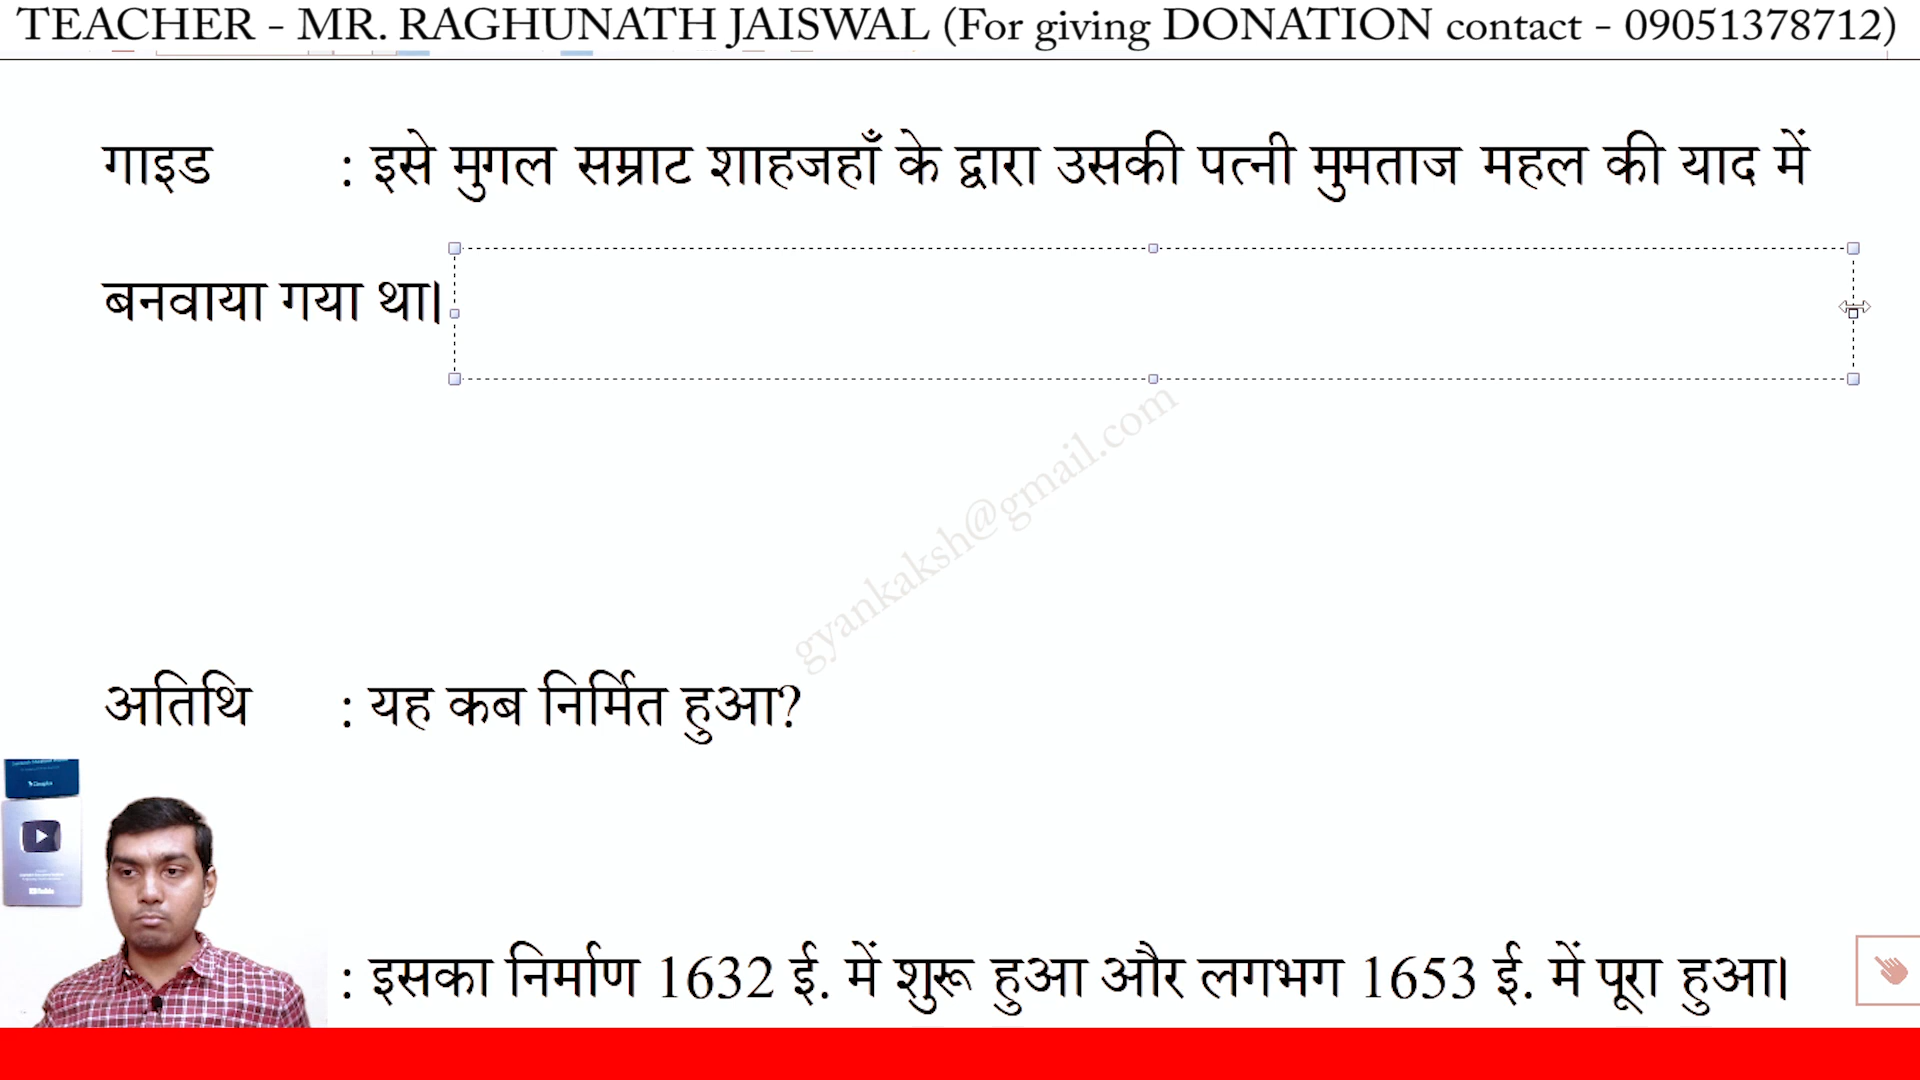 TEACHER - MR. RAGHUNATH JAISWAL (For giving DONATION contact - 09051378712)
गाइड : इसे मुगल सम्राट शाहजहाँ के द्वारा उसकी पत्नी मुमताज महल की याद में
बनवाया गया था।
gyankaksh@gmail.com
अतिथि : यह कब निर्मित हुआ?
: इसका निर्माण 1632 ई. में शुरू हुआ और लगभग 1653 ई. में पूरा हुआ।